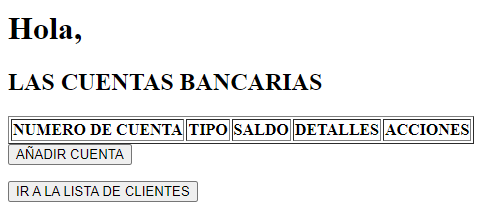 Hola,
LAS CUENTAS BANCARIAS
NUMERO DE CUENTA TIPO SALDO DETALLES ACCIONES
AÑADIR CUENTA
IR A LA LISTA DE CLIENTES